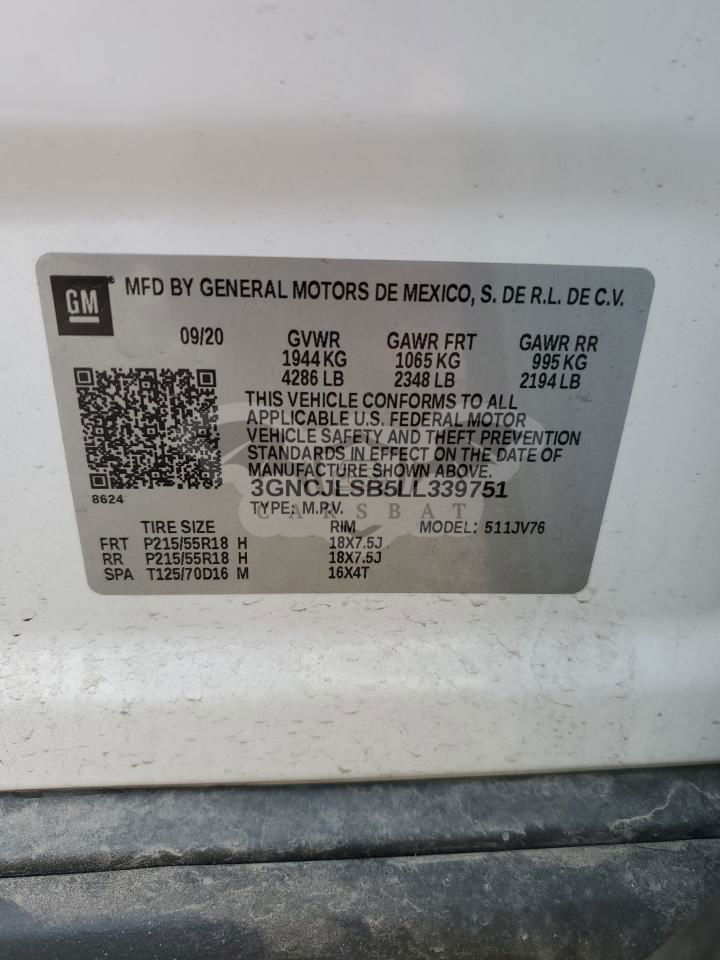 GM
MFD BY GENERAL MOTORS DE MEXICO, S. DE R.L. DE C.V.
09/20 GVWR GAWR FRT GAWR RR
1944 KG 1065 KG 995 KG
4286 LB 2348 LB 2194 LB
THIS VEHICLE CONFORMS TO ALL
APPLICABLE U.S. FEDERAL MOTOR
VEHICLE SAFETY AND THEFT PREVENTION
STANDARDS IN EFFECT ON THE DATE OF
MANUFACTURE SHOWN ABOVE.
3GNCJLSB5LL339751
8624
TYPE: M.P.V.
CARSBAT
TIRE SIZE RIM MODEL: 511JV76
FRT P215/55R18 H 18X7.5J
RR P215/55R18 H 18X7.5J
SPA T125/70D16 M 16X4T